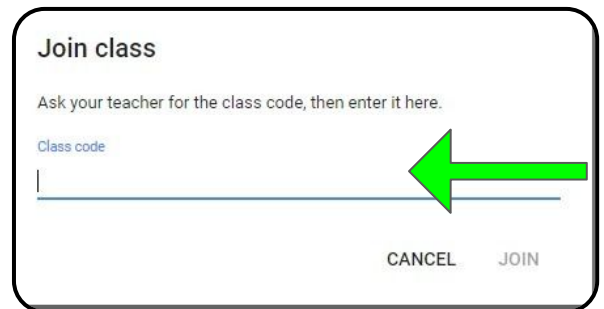 Join class
Ask your teacher for the class code, then enter it here.
Class code
CANCEL JOIN